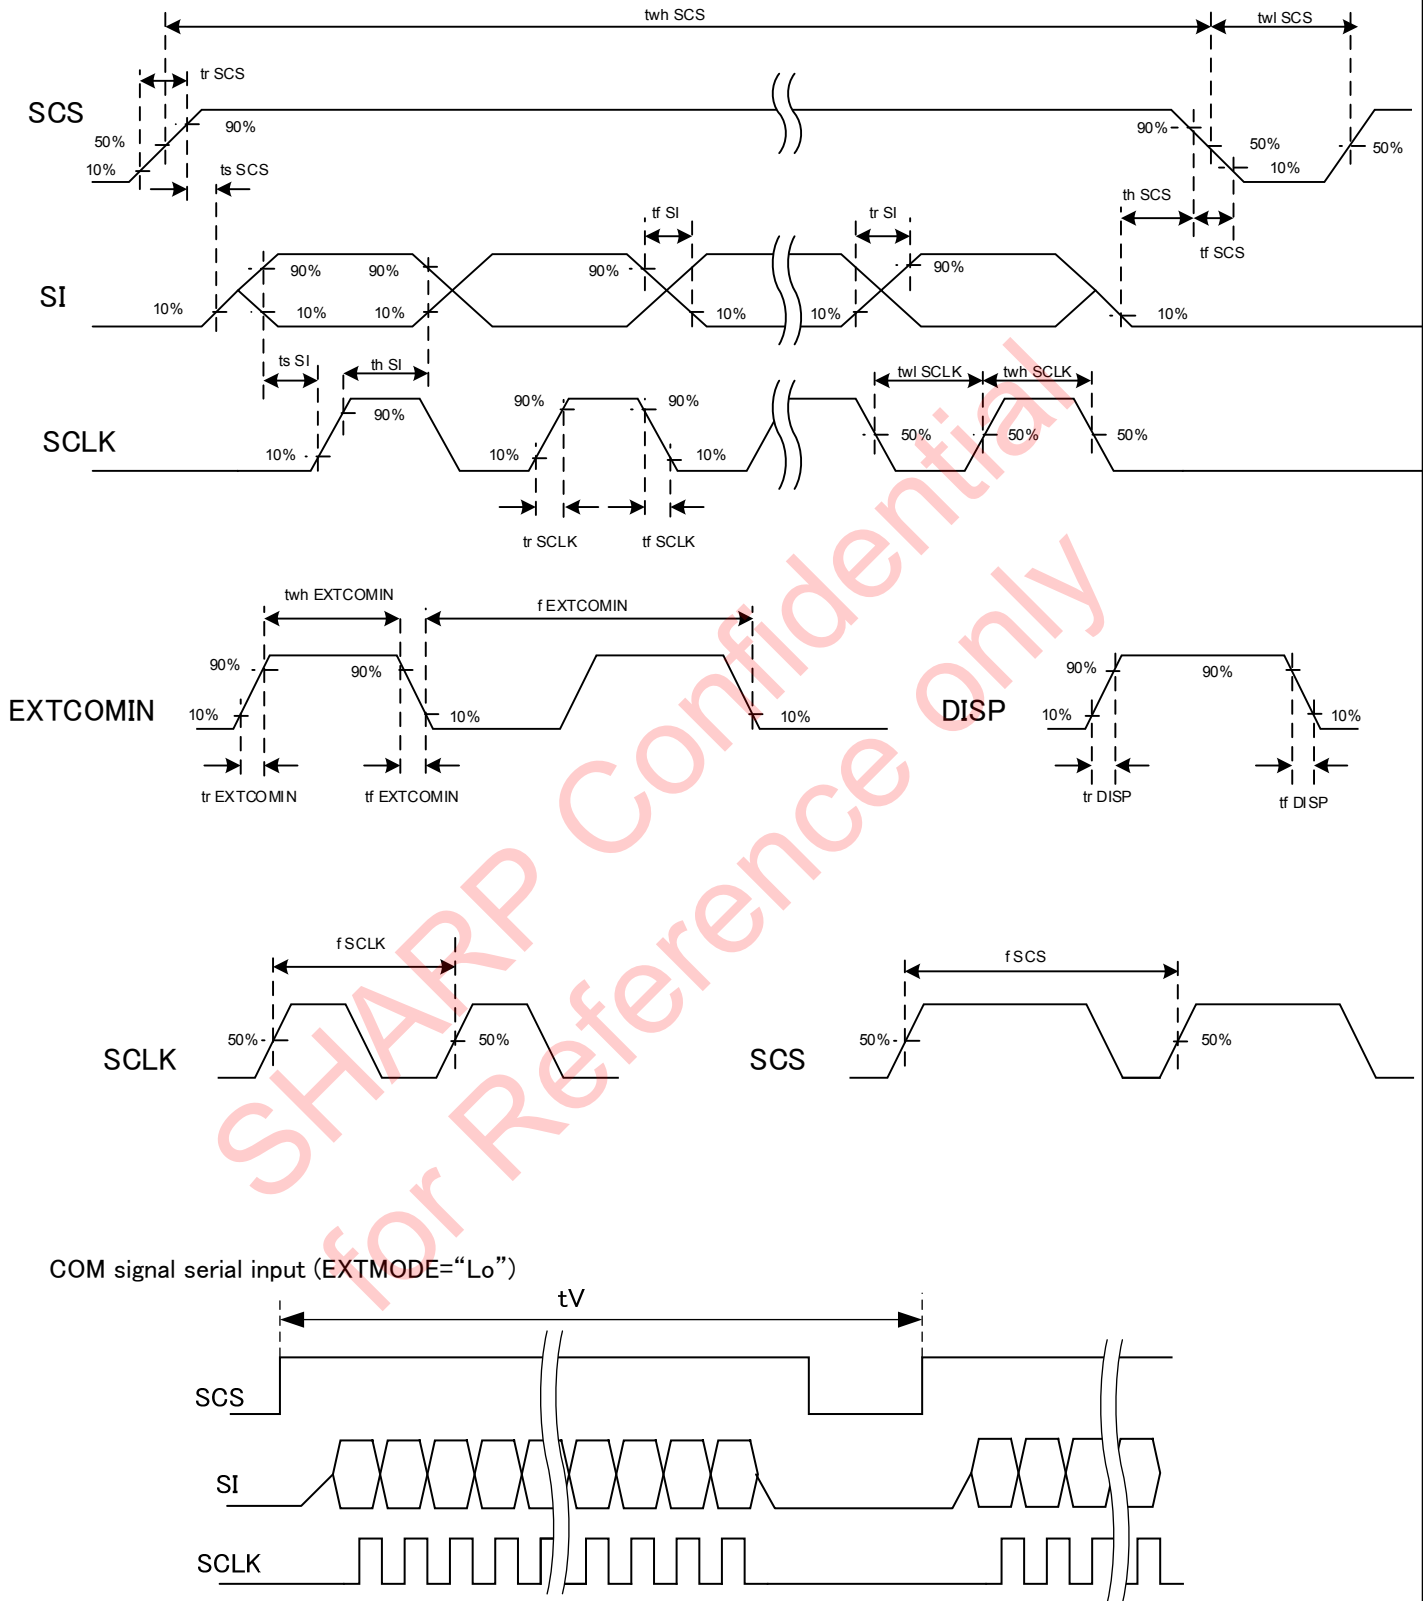 twh SCS
twl SCS
tr SCS
SCS
90%
90%
50%
50%
50%
10%
10%
ts SCS
th SCS
tf SCS
tf SI
tr SI
SI
90%
90%
90%
90%
10%
10%
10%
10%
10%
10%
ts SI
th SI
twl SCLK
twh SCLK
SCLK
90%
90%
90%
50%
50%
50%
10%
10%
10%
tr SCLK
tf SCLK
twh EXTCOMIN
f EXTCOMIN
EXTCOMIN
90%
90%
10%
10%
10%
tr EXTCOMIN
tf EXTCOMIN
DISP
90%
90%
10%
10%
tr DISP
tf DISP
f SCLK
SCLK
50%
50%
f SCS
SCS
50%
50%
SHARP Confidential
for Reference only
COM signal serial input (EXTMODE=“Lo”)
tV
SCS
SI
SCLK